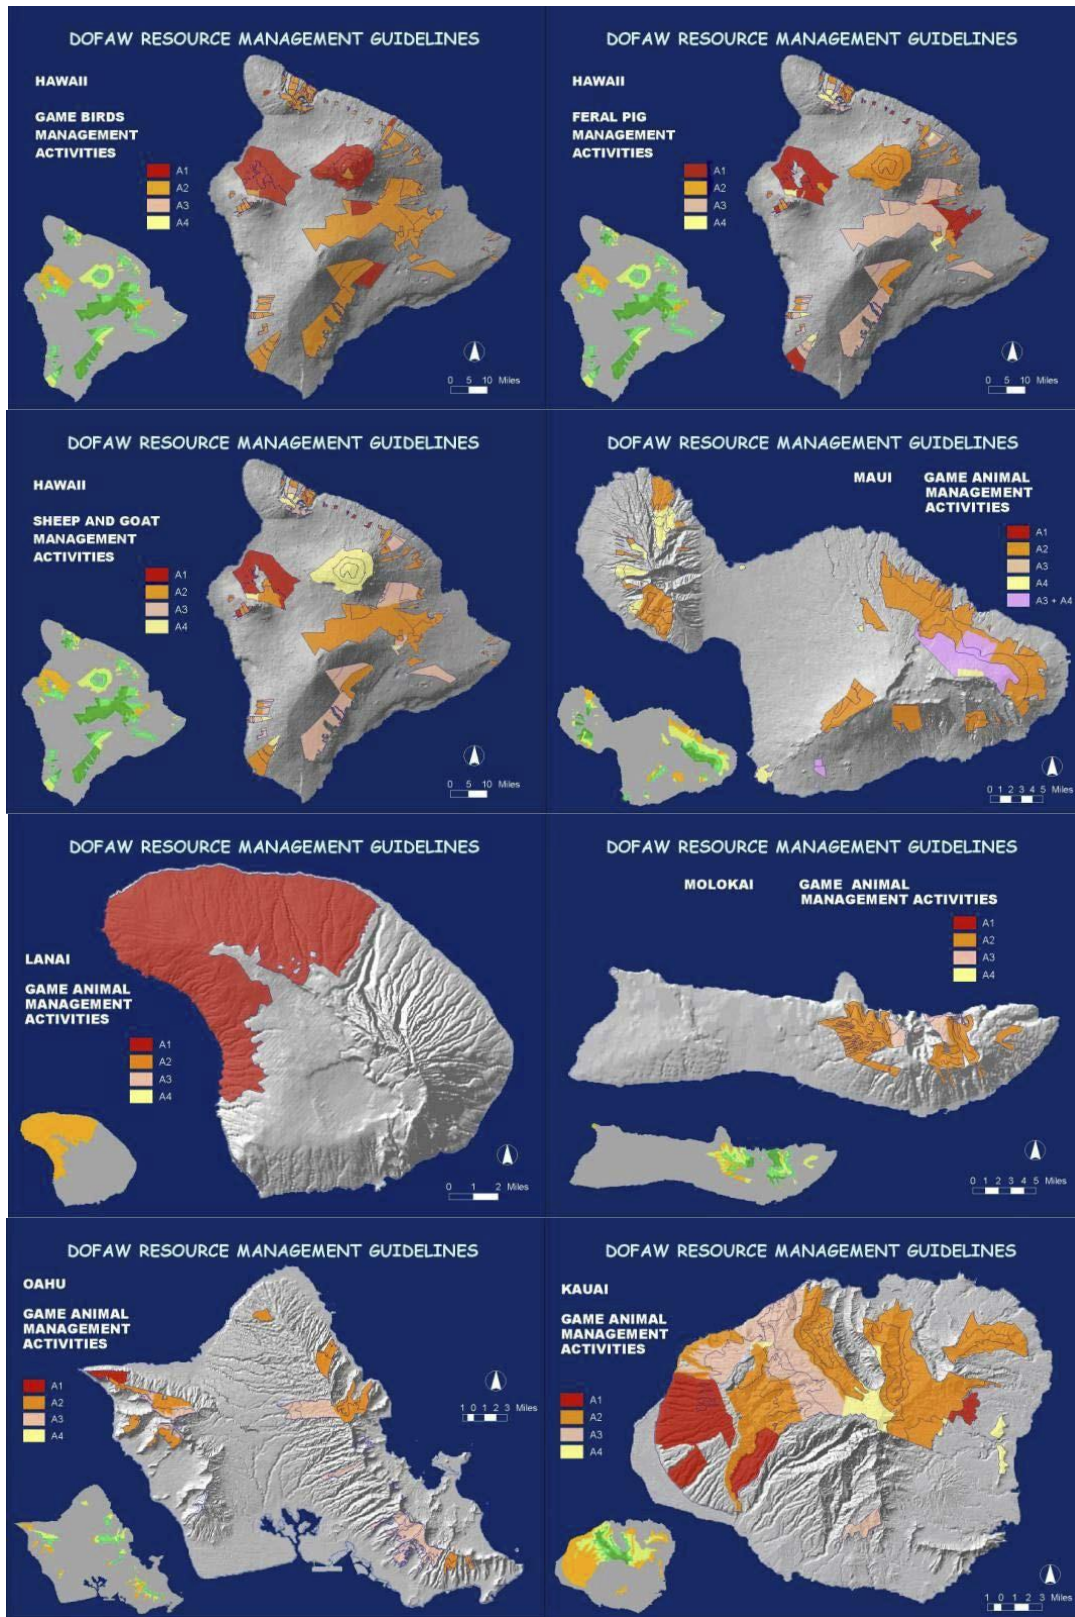 DOFAW RESOURCE MANAGEMENT GUIDELINES
HAWAII
GAME BIRDS
MANAGEMENT
ACTIVITIES
A1
A2
A3
A4
0 5 10 Miles
DOFAW RESOURCE MANAGEMENT GUIDELINES
HAWAII
FERAL PIG
MANAGEMENT
ACTIVITIES
A1
A2
A3
A4
0 5 10 Miles
DOFAW RESOURCE MANAGEMENT GUIDELINES
HAWAII
SHEEP AND GOAT
MANAGEMENT
ACTIVITIES
A1
A2
A3
A4
0 5 10 Miles
DOFAW RESOURCE MANAGEMENT GUIDELINES
MAUI GAME ANIMAL
MANAGEMENT
ACTIVITIES
A1
A2
A3
A4
A3 + A4
0 1 2 3 4 5 Miles
DOFAW RESOURCE MANAGEMENT GUIDELINES
LANAI
GAME ANIMAL
MANAGEMENT
ACTIVITIES
A1
A2
A3
A4
0 1 2 Miles
DOFAW RESOURCE MANAGEMENT GUIDELINES
MOLOKAI GAME ANIMAL
MANAGEMENT ACTIVITIES
A1
A2
A3
A4
0 1 2 3 4 5 Miles
DOFAW RESOURCE MANAGEMENT GUIDELINES
OAHU
GAME ANIMAL
MANAGEMENT
ACTIVITIES
A1
A2
A3
A4
1 0 1 2 3 Miles
DOFAW RESOURCE MANAGEMENT GUIDELINES
KAUAI
GAME ANIMAL
MANAGEMENT
ACTIVITIES
A1
A2
A3
A4
1 0 1 2 3 Miles